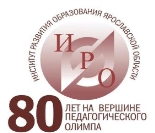 ИНСТИТУТ РАЗВИТИЯ ОБРАЗОВАНИЯ ЯРОСЛАВСКОЙ ОБЛАСТИ
ИРО
80 ЛЕТ НА ВЕРШИНЕ
ПЕДАГОГИЧЕСКОГО
ОЛИМПА